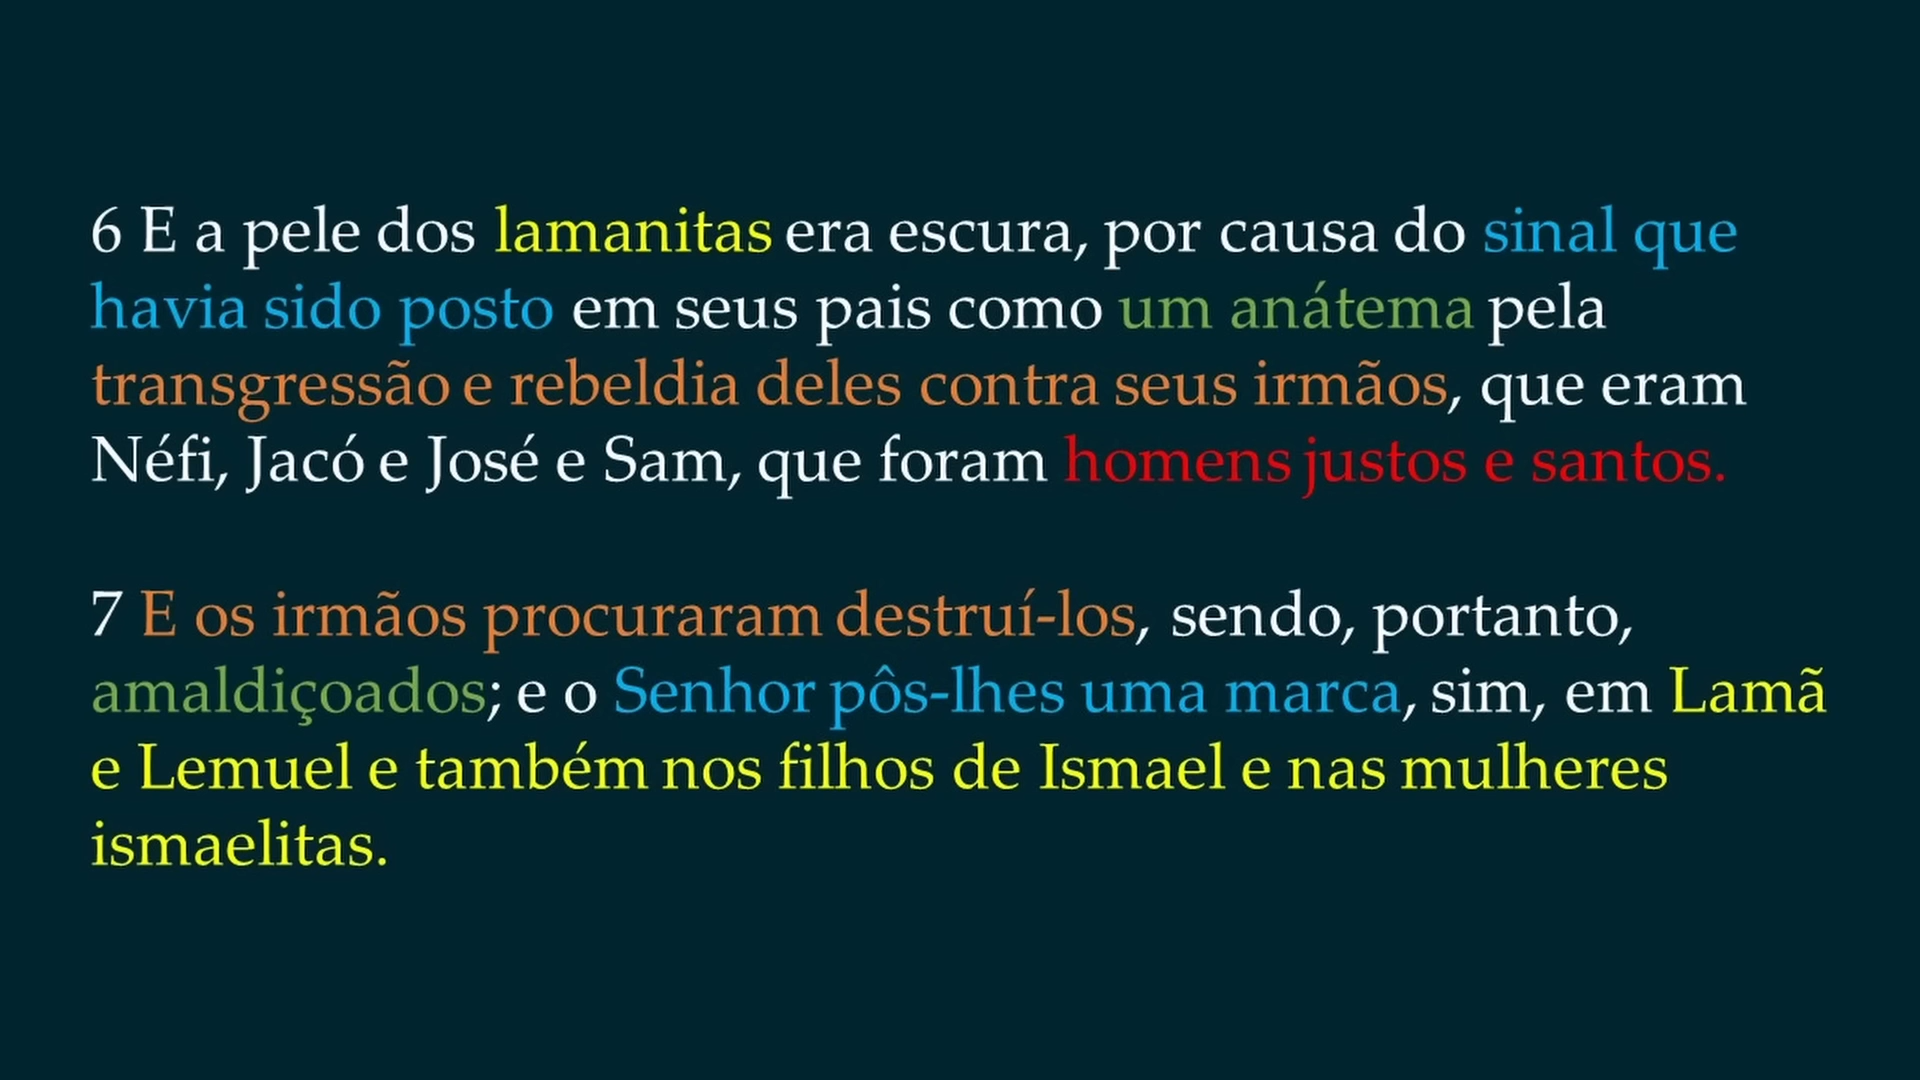 6 E a pele dos lamanitas era escura, por causa do sinal que
havia sido posto em seus pais como um anátema pela
transgressão e rebeldia deles contra seus irmãos, que eram
Néfi, Jacó e José e Sam, que foram homens justos e santos.
7 E os irmãos procuraram destruí-los, sendo, portanto,
amaldiçoados; e o Senhor pôs-lhes uma marca, sim, em Lamã
e Lemuel e também nos filhos de Ismael e nas mulheres
ismaelitas.